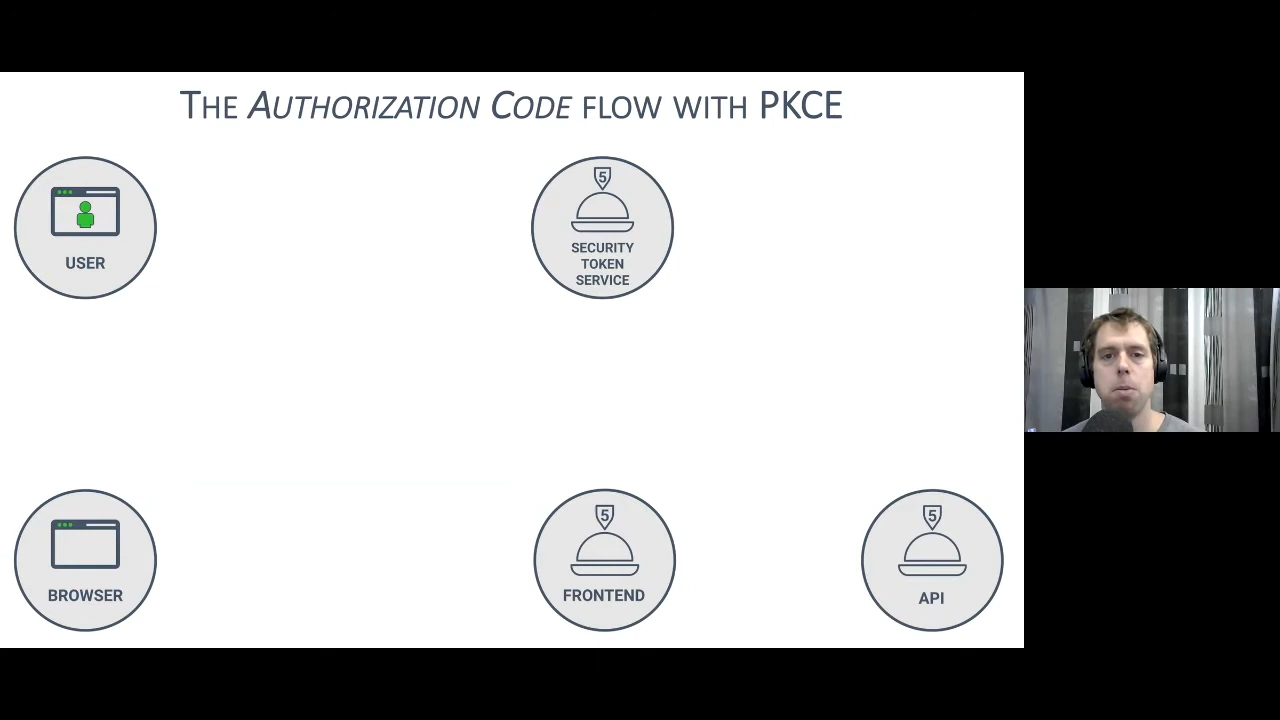 THE AUTHORIZATION CODE FLOW WITH PKCE
USER
5
SECURITY
TOKEN
SERVICE
BROWSER
5
FRONTEND
5
API